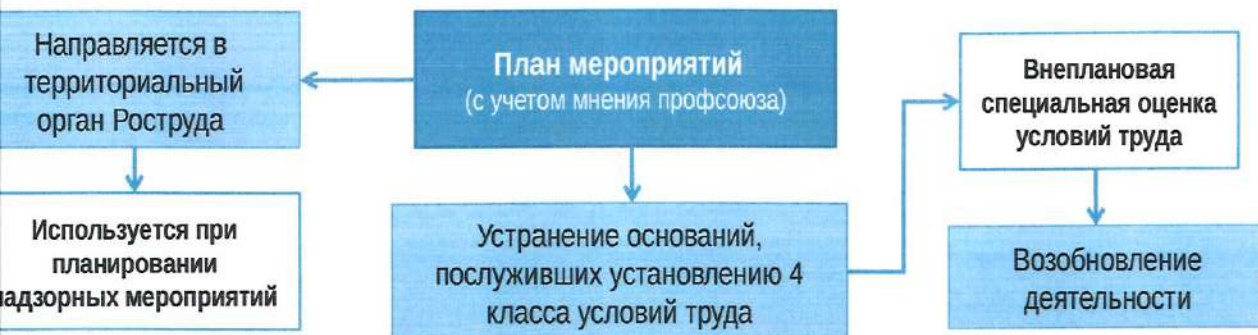 Направляется в
территориальный
орган Роструда
План мероприятий
(с учетом мнения профсоюза)
Внеплановая
специальная оценка
условий труда
Используется при
планировании
надзорных мероприятий
Устранение оснований,
послуживших установлению 4
класса условий труда
Возобновление
деятельности